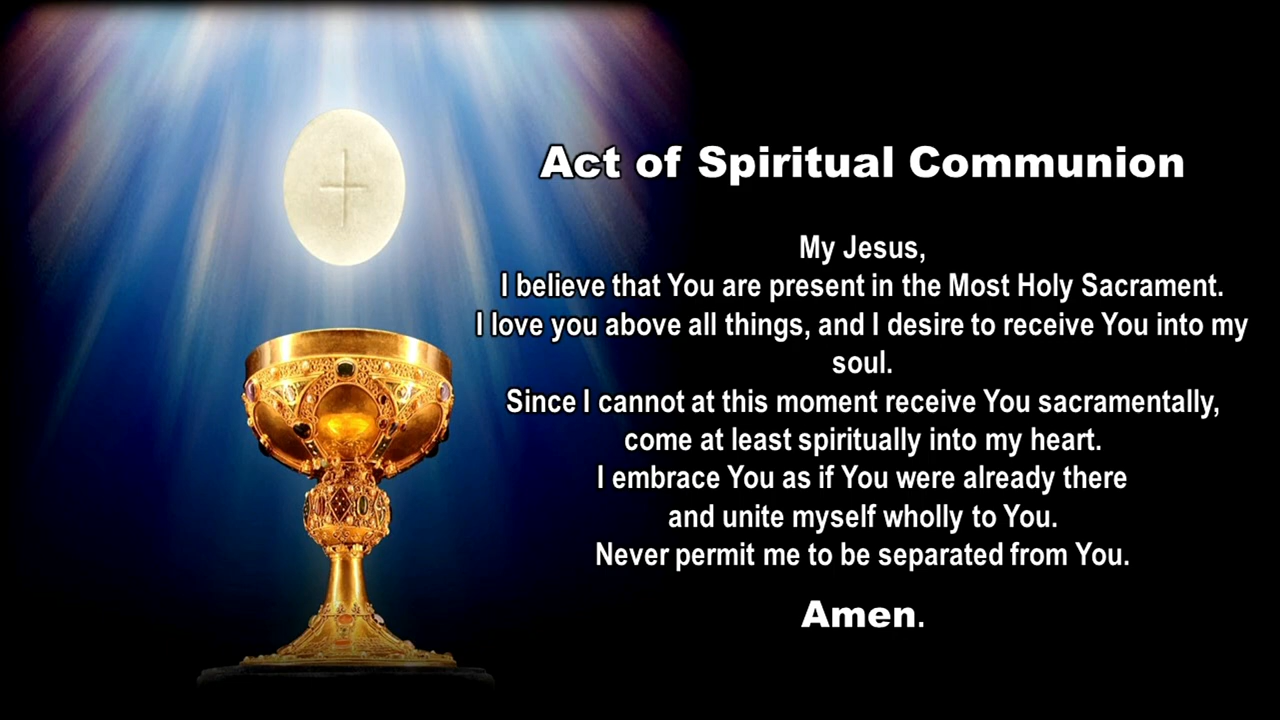 Act of Spiritual Communion
My Jesus,
I believe that You are present in the Most Holy Sacrament.
I love you above all things, and I desire to receive You into my
soul.
Since I cannot at this moment receive You sacramentally,
come at least spiritually into my heart.
I embrace You as if You were already there
and unite myself wholly to You.
Never permit me to be separated from You.
Amen.